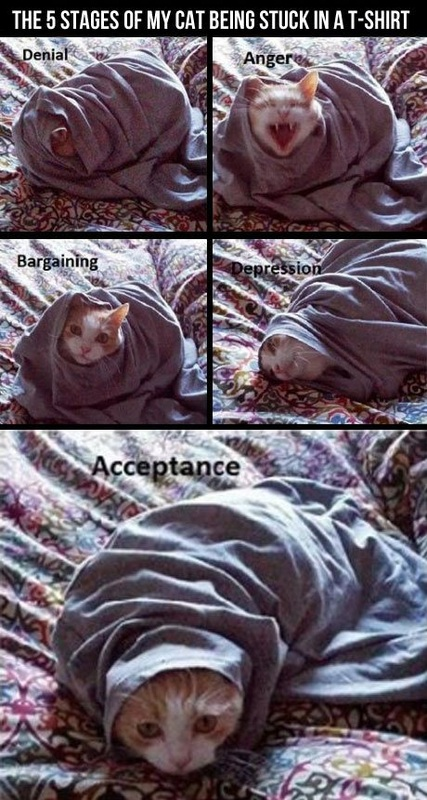 THE 5 STAGES OF MY CAT BEING STUCK IN A T-SHIRT
Denial
Anger
Bargaining
Depression
Acceptance